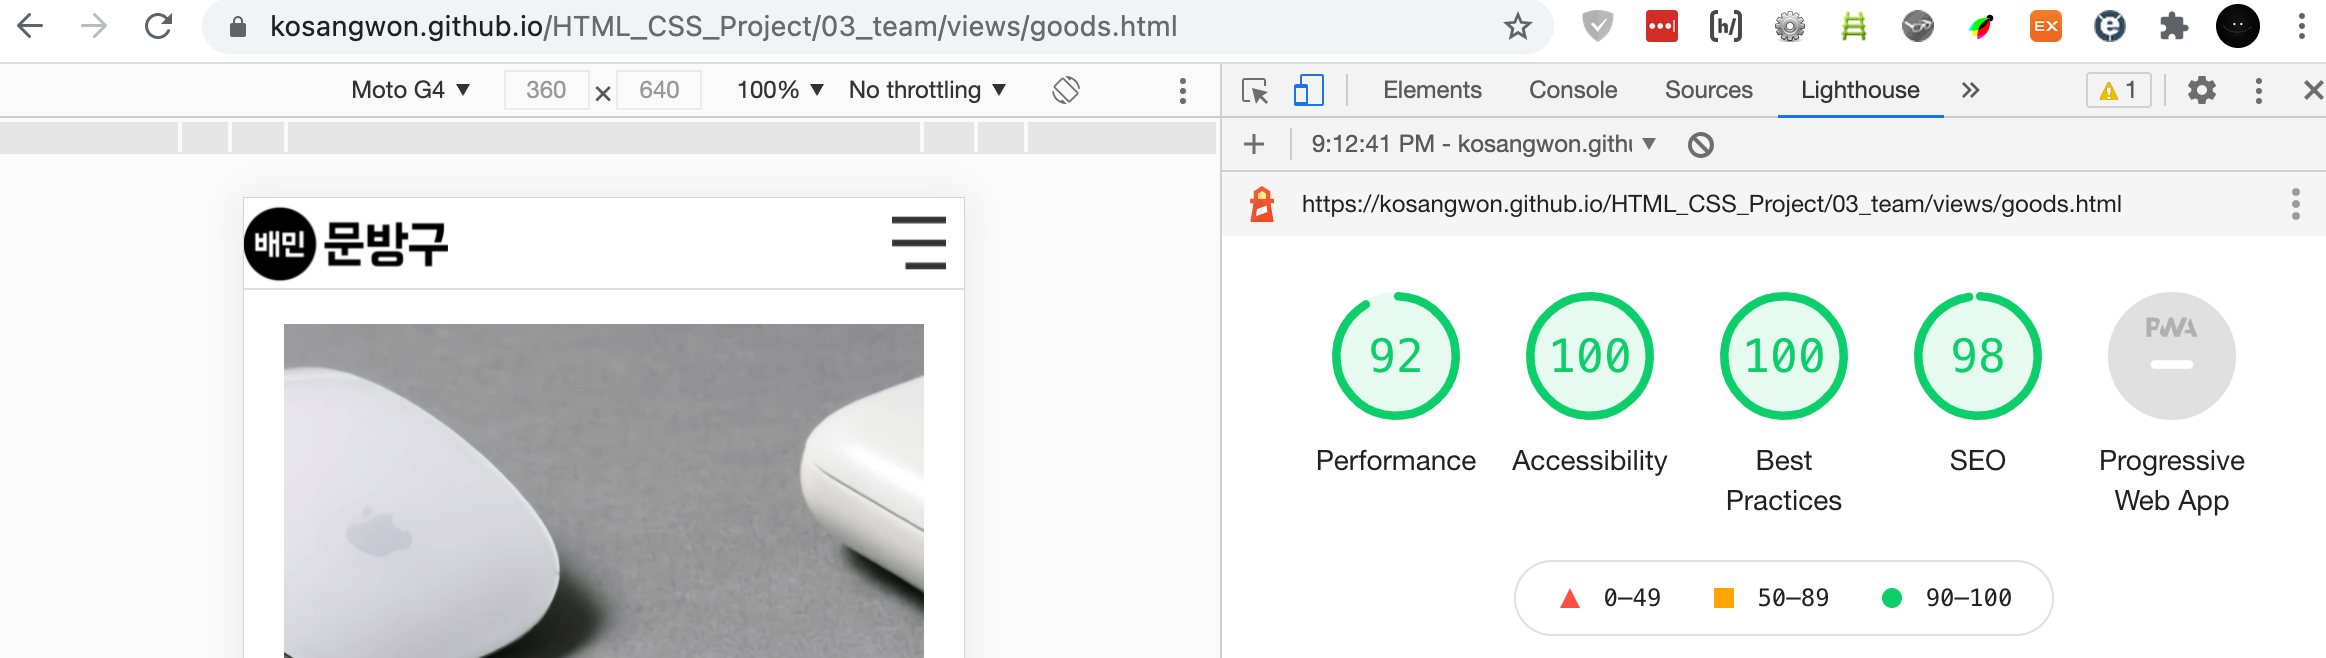 kosangwon.github.io/HTML_CSS_Project/03_team/views/goods.html
[h/]
EX
Moto G4 ▼ 360 × 640 100% ▼ No throttling ▼
Elements Console Sources Lighthouse » 1
9:12:41 PM - kosangwon.githu ▼
https://kosangwon.github.io/HTML_CSS_Project/03_team/views/goods.html
배민 문방구
92 100 100 98 PWA
Performance Accessibility Best Practices SEO Progressive Web App
0–49 50–89 90–100